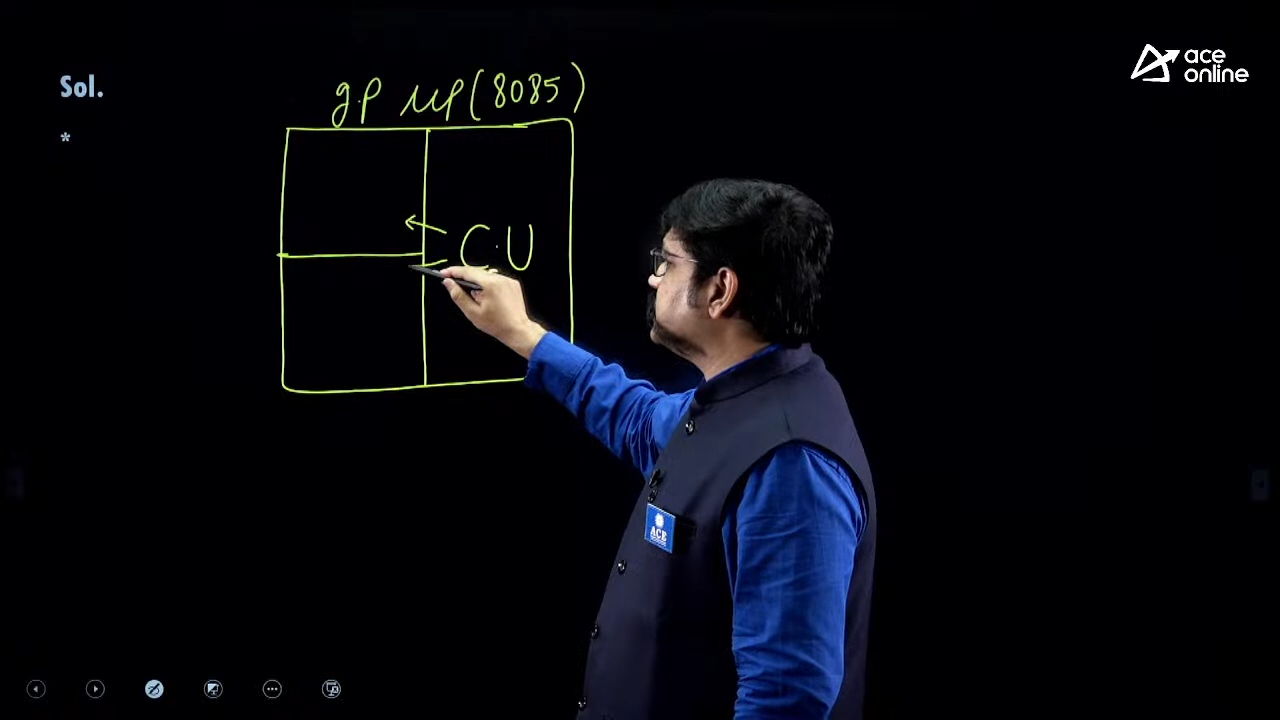 Sol.
*
g.p μp (8085)
C.U
ace
online
ACE